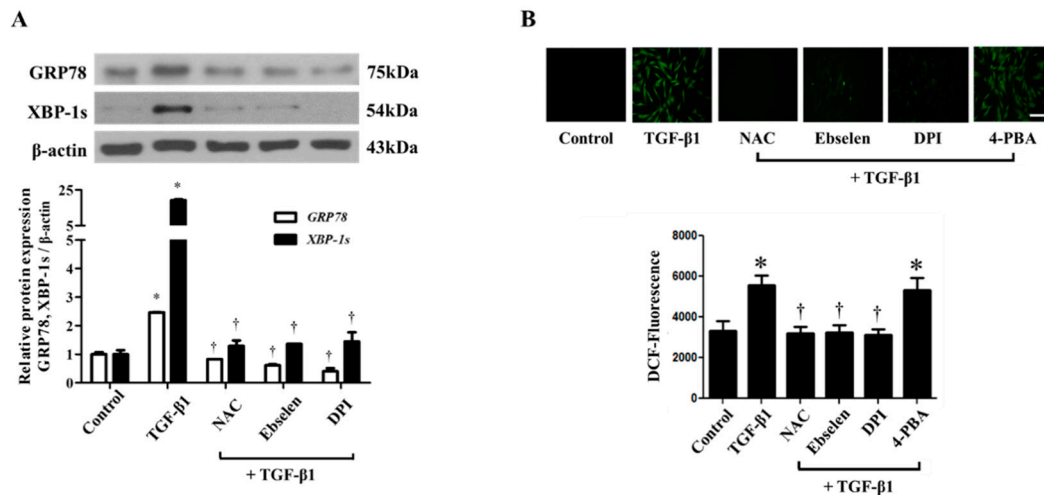 A
GRP78
75kDa
XBP-1s
54kDa
β-actin
43kDa
Relative protein expression
GRP78, XBP-1s / β-actin
25
5
5
4
3
2
1
0
*
*
†
†
†
†
†
†
GRP78
XBP-1s
Control
TGF-β1
NAC
Ebselen
DPI
+ TGF-β1
B
Control
TGF-β1
NAC
Ebselen
DPI
4-PBA
+ TGF-β1
DCF-Fluorescence
8000
6000
4000
2000
0
*
†
†
†
*
Control
TGF-β1
NAC
Ebselen
DPI
4-PBA
+ TGF-β1